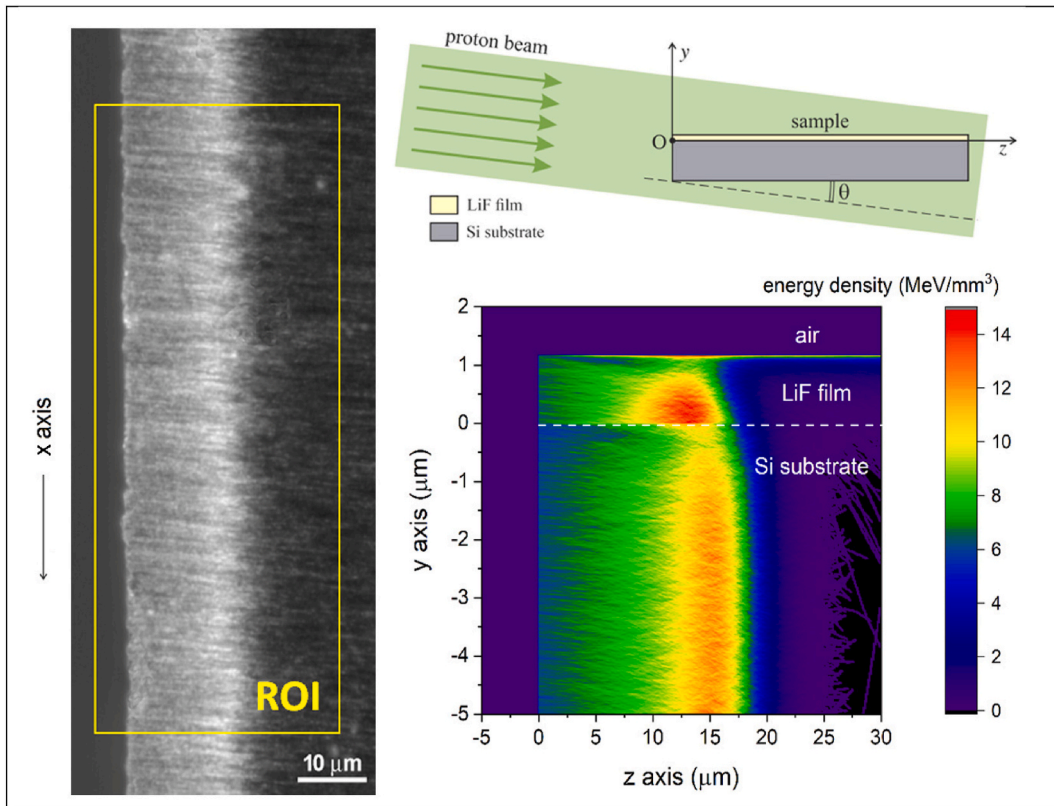 x axis
ROI
10 µm
proton beam
y
sample
O
z
θ
LiF film
Si substrate
energy density (MeV/mm³)
2
1
0
-1
-2
-3
-4
-5
y axis (µm)
air
LiF film
Si substrate
-5 0 5 10 15 20 25 30
z axis (µm)
14
12
10
8
6
4
2
0